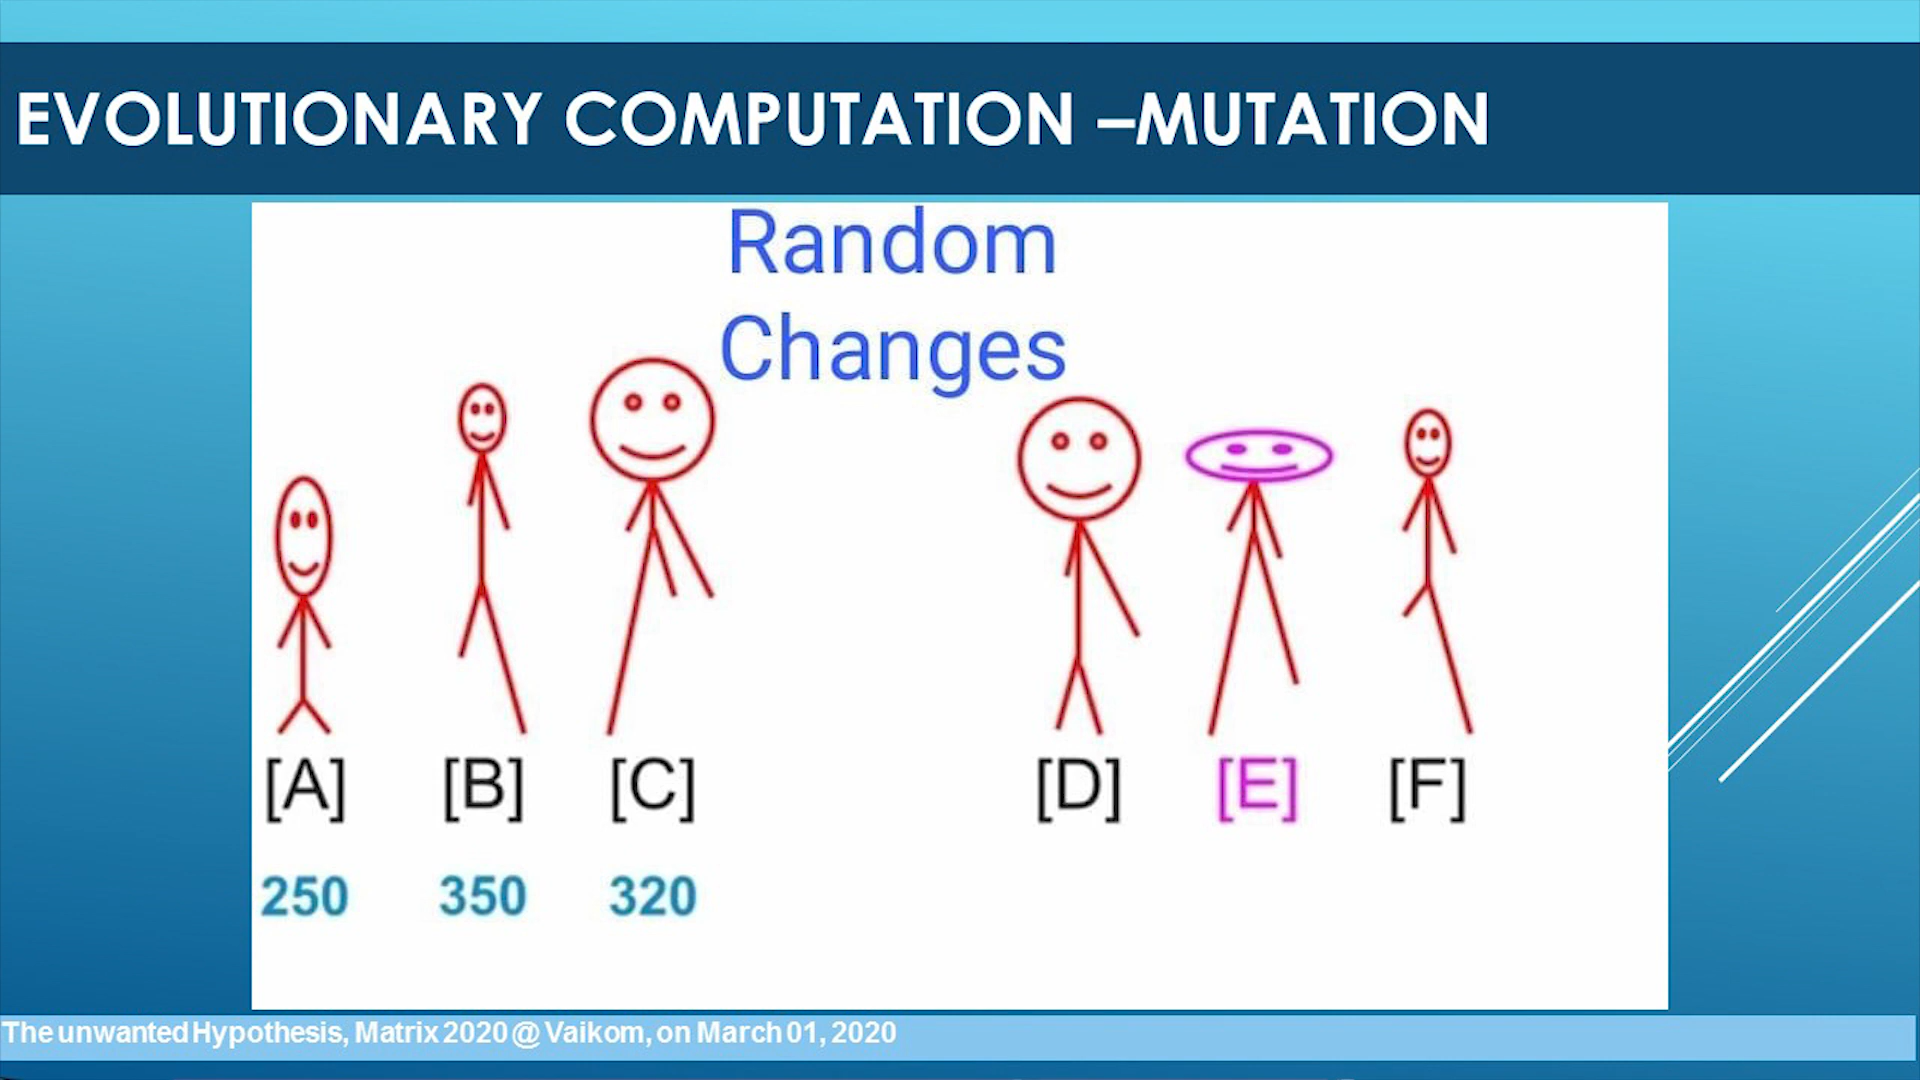 EVOLUTIONARY COMPUTATION –MUTATION
Random
Changes
[A] [B] [C] [D] [E] [F]
250 350 320
The unwanted Hypothesis, Matrix 2020 @ Vaikom, on March 01, 2020